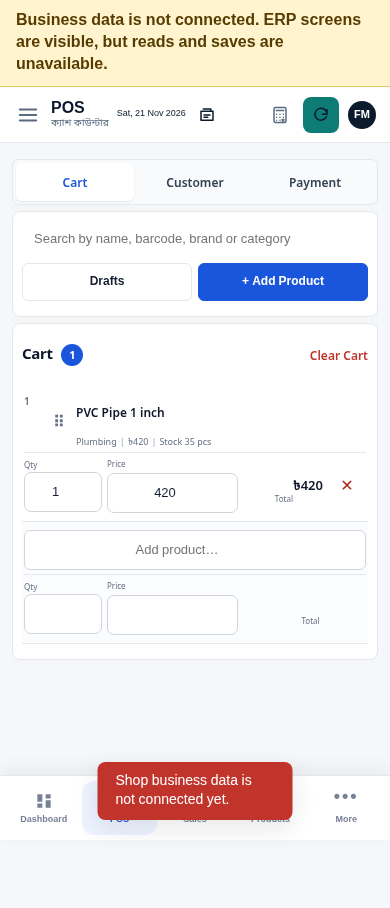 Business data is not connected. ERP screens
are visible, but reads and saves are
unavailable.
POS
ক্যাশ কাউন্টার
Sat, 21 Nov 2026
FM
Cart
Customer
Payment
Search by name, barcode, brand or category
Drafts
+ Add Product
Cart 1
Clear Cart
1
PVC Pipe 1 inch
Plumbing | ৳420 | Stock 35 pcs
Qty
Price
1
420
৳420
Total
Add product…
Qty
Price
Total
Shop business data is
not connected yet.
Dashboard
POS
Sales
Products
More